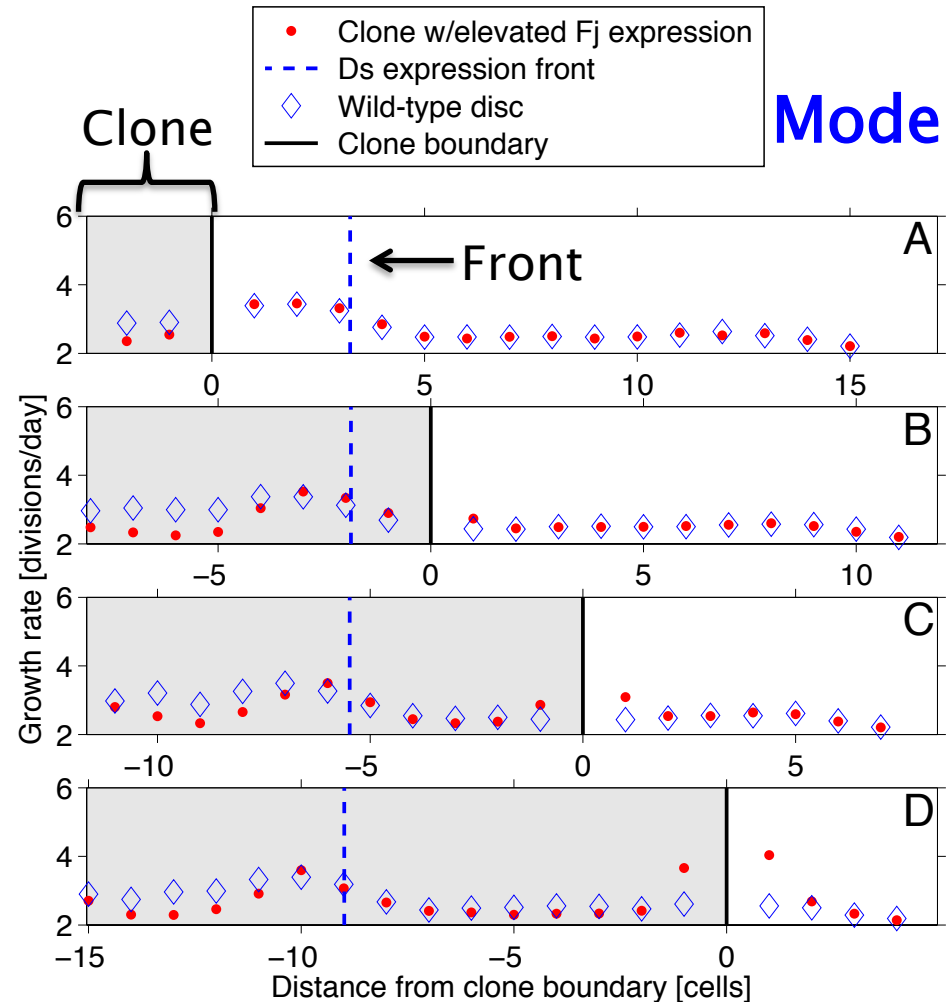 Clone w/elevated Fj expression
Ds expression front
Wild-type disc
Clone boundary
Mode
Clone
Front
A
6
4
2
0
5
10
15
B
6
4
2
−5
0
5
10
C
6
4
2
−10
−5
0
5
D
6
4
2
−15
−10
−5
0
Growth rate [divisions/day]
Distance from clone boundary [cells]